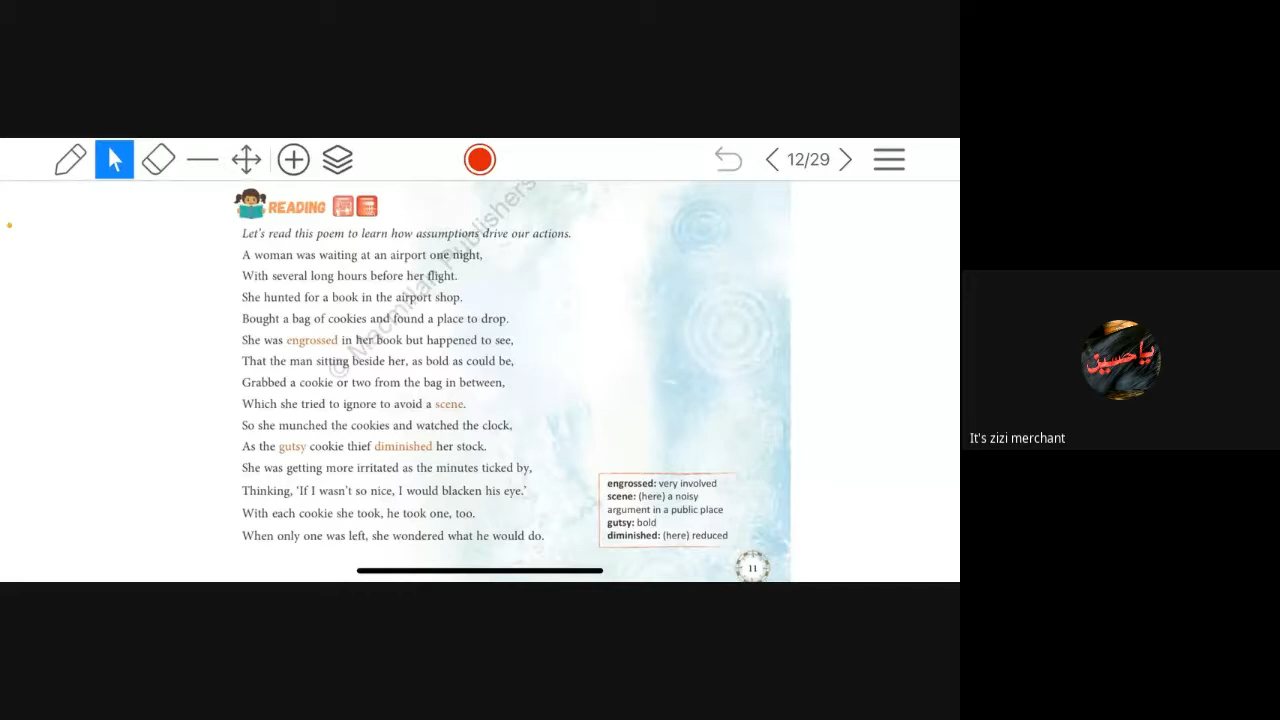 12/29
READING
Let's read this poem to learn how assumptions drive our actions.
A woman was waiting at an airport one night,
With several long hours before her flight.
She hunted for a book in the airport shop.
Bought a bag of cookies and found a place to drop.
She was engrossed in her book but happened to see,
That the man sitting beside her, as bold as could be,
Grabbed a cookie or two from the bag in between,
Which she tried to ignore to avoid a scene.
So she munched the cookies and watched the clock,
As the gutsy cookie thief diminished her stock.
She was getting more irritated as the minutes ticked by,
Thinking, ‘If I wasn't so nice, I would blacken his eye.’
With each cookie she took, he took one, too.
When only one was left, she wondered what he would do.
© Macmillan Publishers
engrossed: very involved
scene: (here) a noisy
argument in a public place
gutsy: bold
diminished: (here) reduced
11
یا حسین
It's zizi merchant